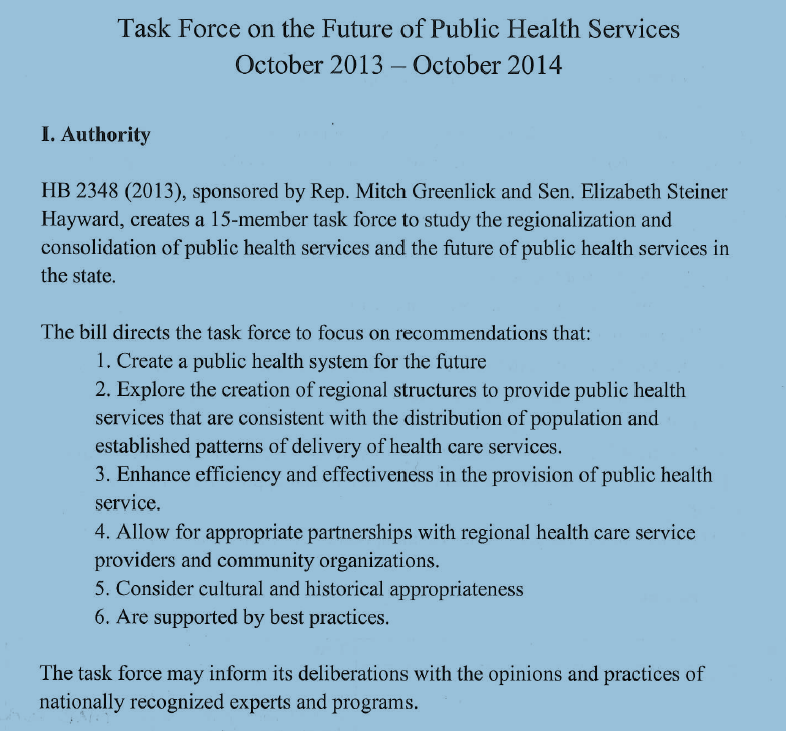 Task Force on the Future of Public Health Services
October 2013 – October 2014
I. Authority
HB 2348 (2013), sponsored by Rep. Mitch Greenlick and Sen. Elizabeth Steiner
Hayward, creates a 15-member task force to study the regionalization and
consolidation of public health services and the future of public health services in
the state.
The bill directs the task force to focus on recommendations that:
1. Create a public health system for the future
2. Explore the creation of regional structures to provide public health
services that are consistent with the distribution of population and
established patterns of delivery of health care services.
3. Enhance efficiency and effectiveness in the provision of public health
service.
4. Allow for appropriate partnerships with regional health care service
providers and community organizations.
5. Consider cultural and historical appropriateness
6. Are supported by best practices.
The task force may inform its deliberations with the opinions and practices of
nationally recognized experts and programs.